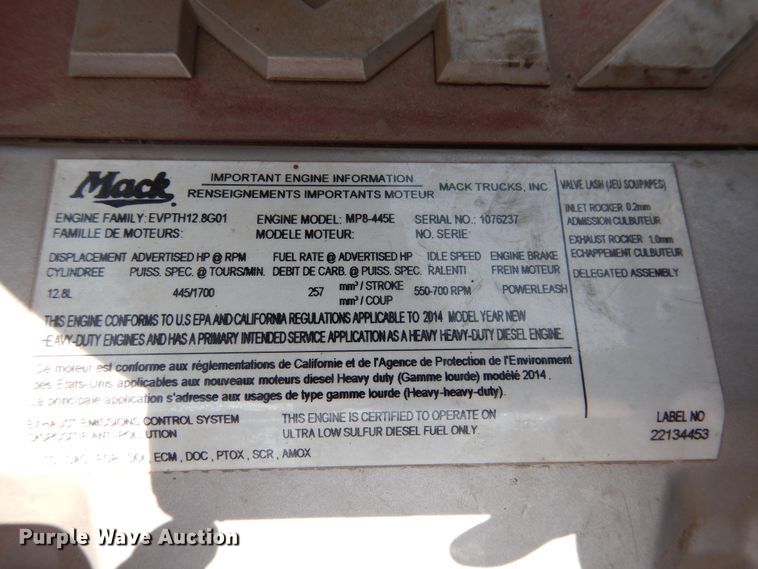 Mack
IMPORTANT ENGINE INFORMATION
RENSEIGNEMENTS IMPORTANTS MOTEUR
MACK TRUCKS, INC.
VALVE LASH (JEU SOUPAPES)
ENGINE FAMILY: EVPTH12.8G01 ENGINE MODEL: MP8-445E SERIAL NO.: 1076237
FAMILLE DE MOTEURS: MODELE MOTEUR: NO. SERIE:
INLET ROCKER 0.2mm
ADMISSION CULBUTEUR
EXHAUST ROCKER 1.0mm
ECHAPPEMENT CULBUTEUR
DELEGATED ASSEMBLY
DISPLACEMENT ADVERTISED HP @ RPM FUEL RATE @ ADVERTISED HP IDLE SPEED ENGINE BRAKE
CYLINDREE PUISS. SPEC. @ TOURS/MIN. DEBIT DE CARB. @ PUISS. SPEC. RALENTI FREIN MOTEUR
12.8L 445/1700 257 mm³ / STROKE 550-700 RPM POWERLEASH
mm³ / COUP
THIS ENGINE CONFORMS TO U.S EPA AND CALIFORNIA REGULATIONS APPLICABLE TO 2014 MODEL YEAR NEW
HEAVY-DUTY ENGINES AND HAS A PRIMARY INTENDED SERVICE APPLICATION AS A HEAVY HEAVY-DUTY DIESEL ENGINE.
Ce moteur est conforme aux réglementations de Californie et de l'Agence de Protection de l'Environment
des États-Unis applicables aux nouveaux moteurs diesel Heavy duty (Gamme lourde) modélé 2014.
La principale application s'adresse aux usages de type gamme lourde (Heavy-heavy-duty).
EXHAUST EMISSIONS CONTROL SYSTEM
THIS ENGINE IS CERTIFIED TO OPERATE ON
ULTRA LOW SULFUR DIESEL FUEL ONLY.
LABEL NO
22134453
ECM, DOC, PTOX, SCR, AMOX
Purple Wave Auction
Purple Wave Auction